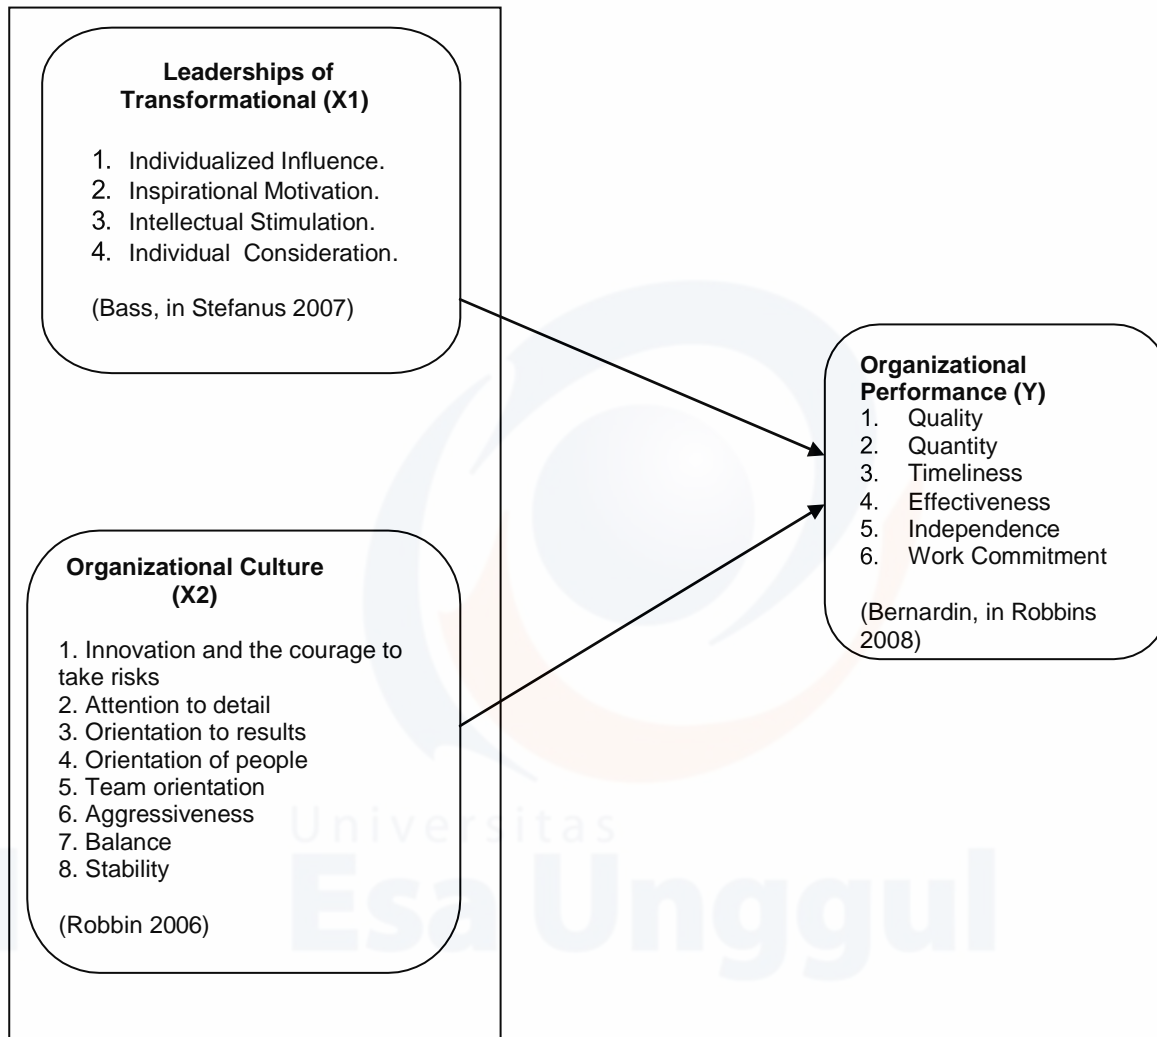 Leaderships of
Transformational (X1)
1. Individualized Influence.
2. Inspirational Motivation.
3. Intellectual Stimulation.
4. Individual Consideration.
(Bass, in Stefanus 2007)
Organizational Culture
(X2)
1. Innovation and the courage to
take risks
2. Attention to detail
3. Orientation to results
4. Orientation of people
5. Team orientation
6. Aggressiveness
7. Balance
8. Stability
(Robbin 2006)
Organizational
Performance (Y)
1. Quality
2. Quantity
3. Timeliness
4. Effectiveness
5. Independence
6. Work Commitment
(Bernardin, in Robbins
2008)
Universitas
Esa Unggul